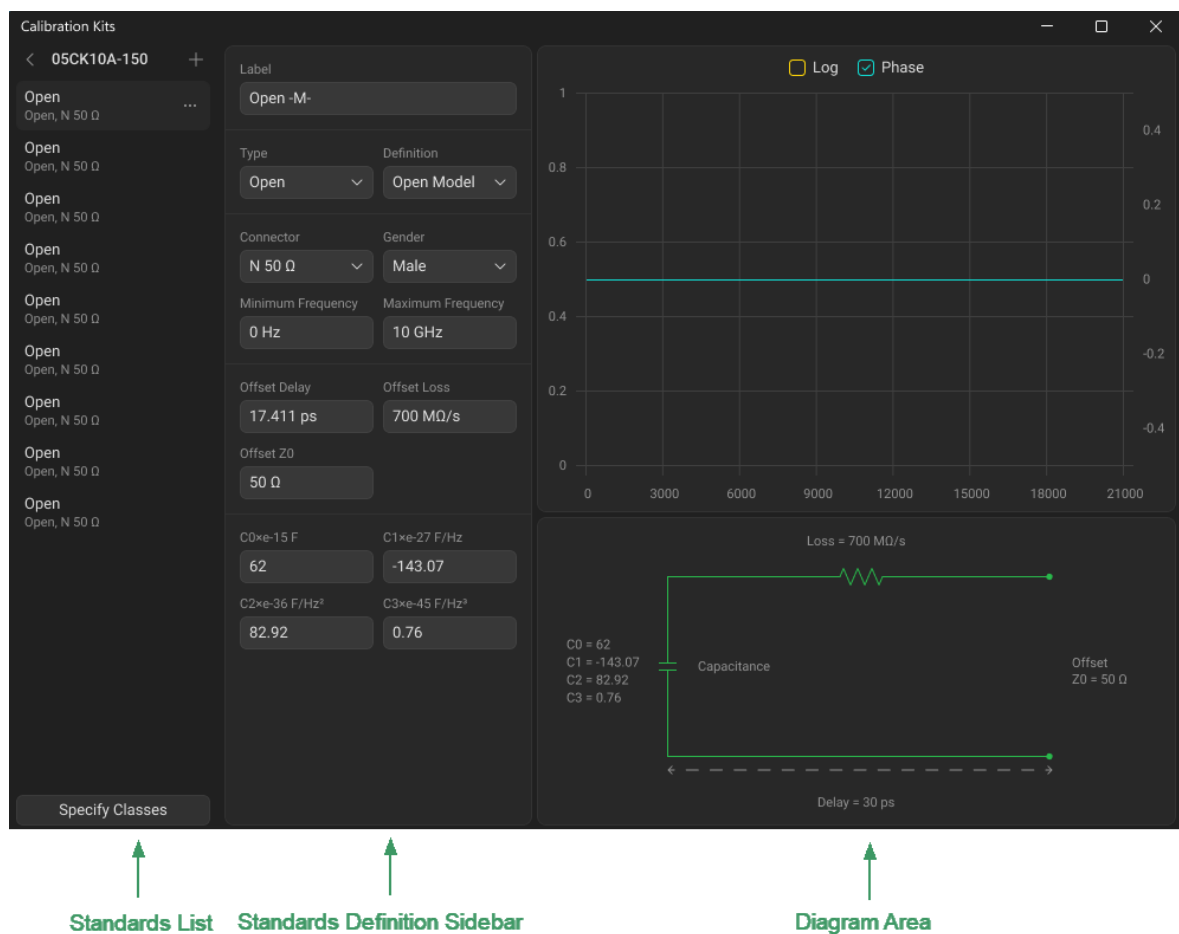 Calibration Kits
05CK10A-150
Open
Open, N 50 Ω
Open
Open, N 50 Ω
Open
Open, N 50 Ω
Open
Open, N 50 Ω
Open
Open, N 50 Ω
Open
Open, N 50 Ω
Open
Open, N 50 Ω
Open
Open, N 50 Ω
Open
Open, N 50 Ω
Specify Classes
Label
Open -M-
Type Definition
Open Open Model
Connector Gender
N 50 Ω Male
Minimum Frequency Maximum Frequency
0 Hz 10 GHz
Offset Delay Offset Loss
17.411 ps 700 MΩ/s
Offset Z0
50 Ω
C0×e-15 F C1×e-27 F/Hz
62 -143.07
C2×e-36 F/Hz² C3×e-45 F/Hz³
82.92 0.76
Log Phase
1
0.4
0.8
0.2
0.6
0
0.4
-0.2
0.2
-0.4
0
0 3000 6000 9000 12000 15000 18000 21000
Loss = 700 MΩ/s
C0 = 62
C1 = -143.07
C2 = 82.92
C3 = 0.76
Capacitance
Offset
Z0 = 50 Ω
Delay = 30 ps
Standards List Standards Definition Sidebar Diagram Area